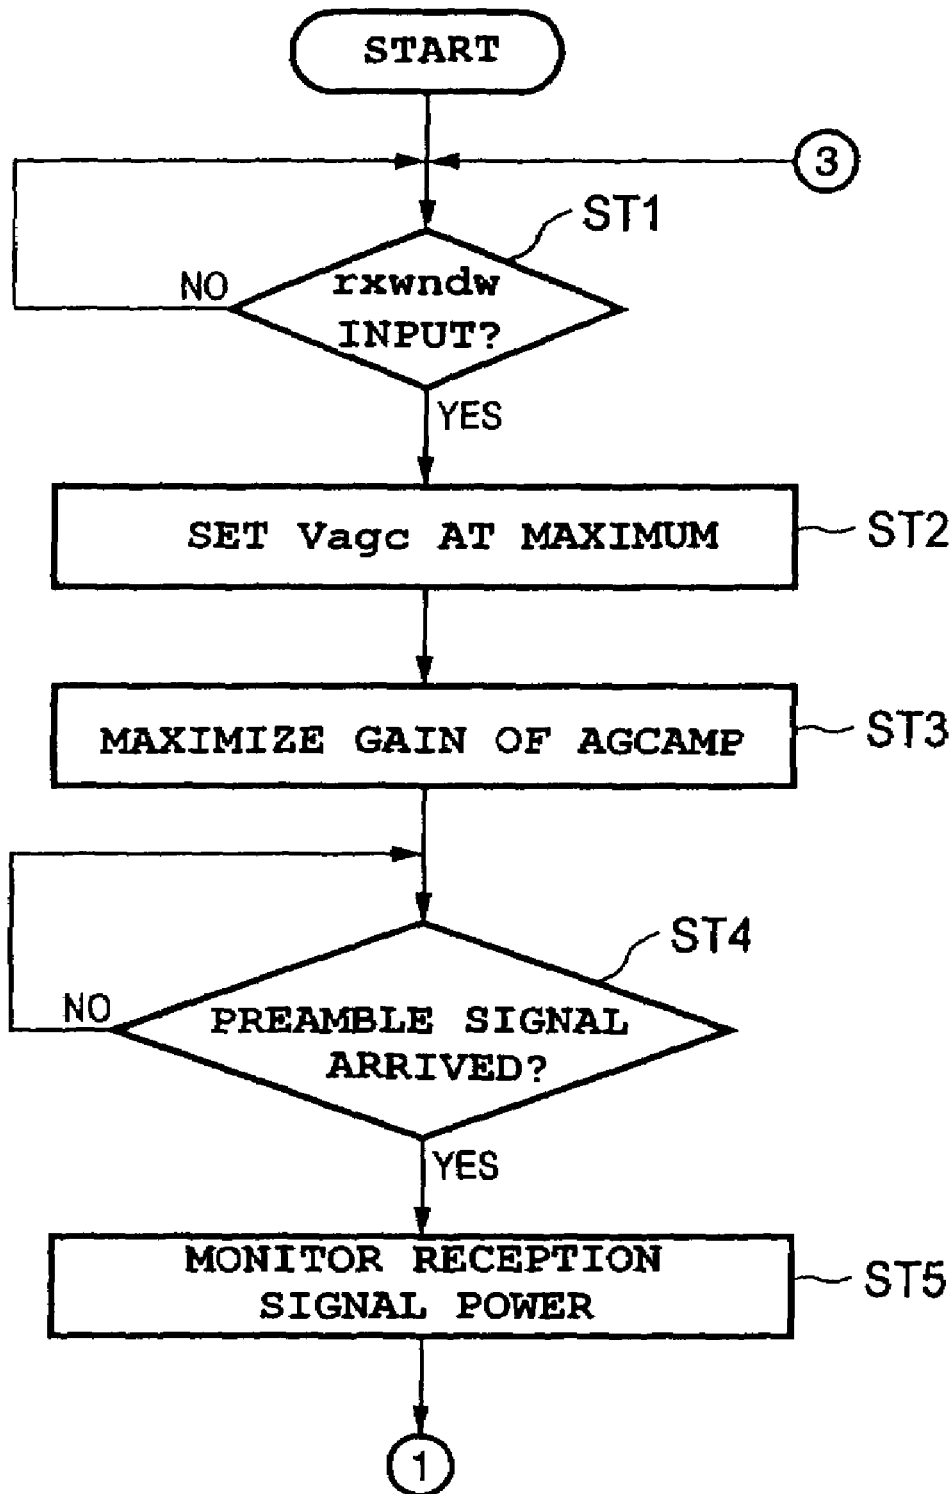 START
3
ST1
rxwndw
INPUT?
NO
YES
SET Vagc AT MAXIMUM
ST2
MAXIMIZE GAIN OF AGCAMP
ST3
ST4
NO
PREAMBLE SIGNAL
ARRIVED?
YES
MONITOR RECEPTION
SIGNAL POWER
ST5
1